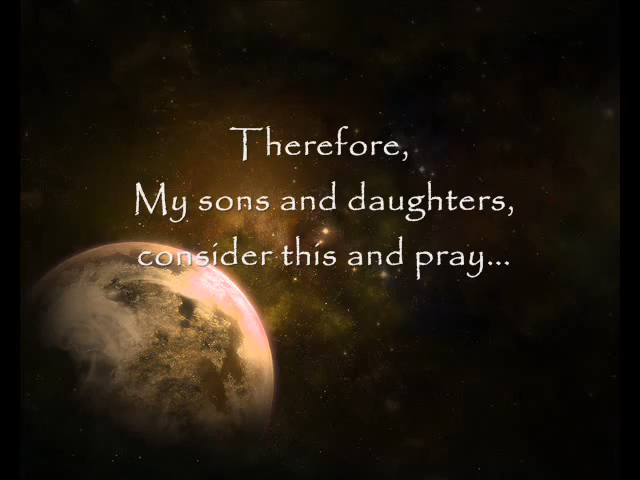 Therefore,
My sons and daughters,
consider this and pray...